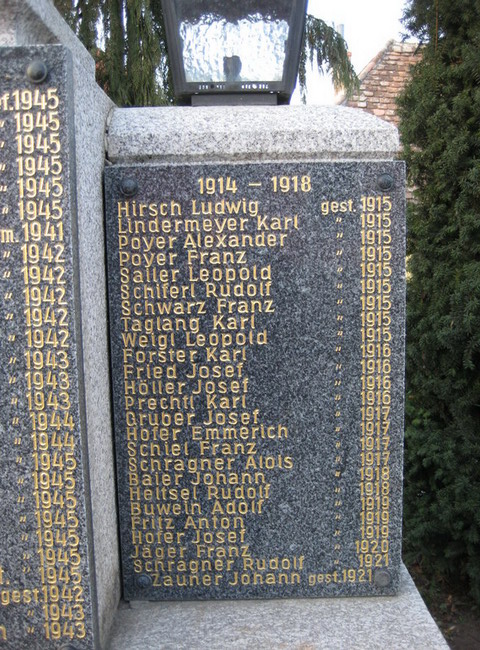 1945
" 1945
" 1945
" 1945
" 1945
" 1945
m. 1941
" 1942
" 1942
" 1942
" 1942
" 1942
" 1943
" 1943
" 1943
" 1944
" 1944
" 1945
" 1945
" 1945
" 1945
" 1945
" 1945
" 1945
gest 1942
" 1943
" 1943
1914 - 1918
Hirsch Ludwig gest. 1915
Lindermeyer Karl " 1915
Poyer Alexander " 1915
Poyer Franz " 1915
Saller Leopold " 1915
Schiferl Rudolf " 1915
Schwarz Franz " 1915
Taglang Karl " 1915
Weigl Leopold " 1915
Forster Karl " 1916
Fried Josef " 1916
Höller Josef " 1916
Prechtl Karl " 1916
Gruber Josef " 1917
Hofer Emmerich " 1917
Schlei Franz " 1917
Schragner Alois " 1917
Baier Johann " 1918
Heitsel Rudolf " 1918
Buwein Adolf " 1919
Fritz Anton " 1919
Hofer Josef " 1919
Jäger Franz " 1920
Schragner Rudolf " 1921
Zauner Johann gest. 1921